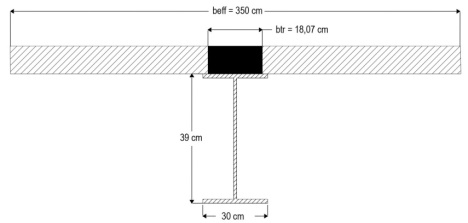 beff = 350 cm
btr = 18,07 cm
39 cm
30 cm